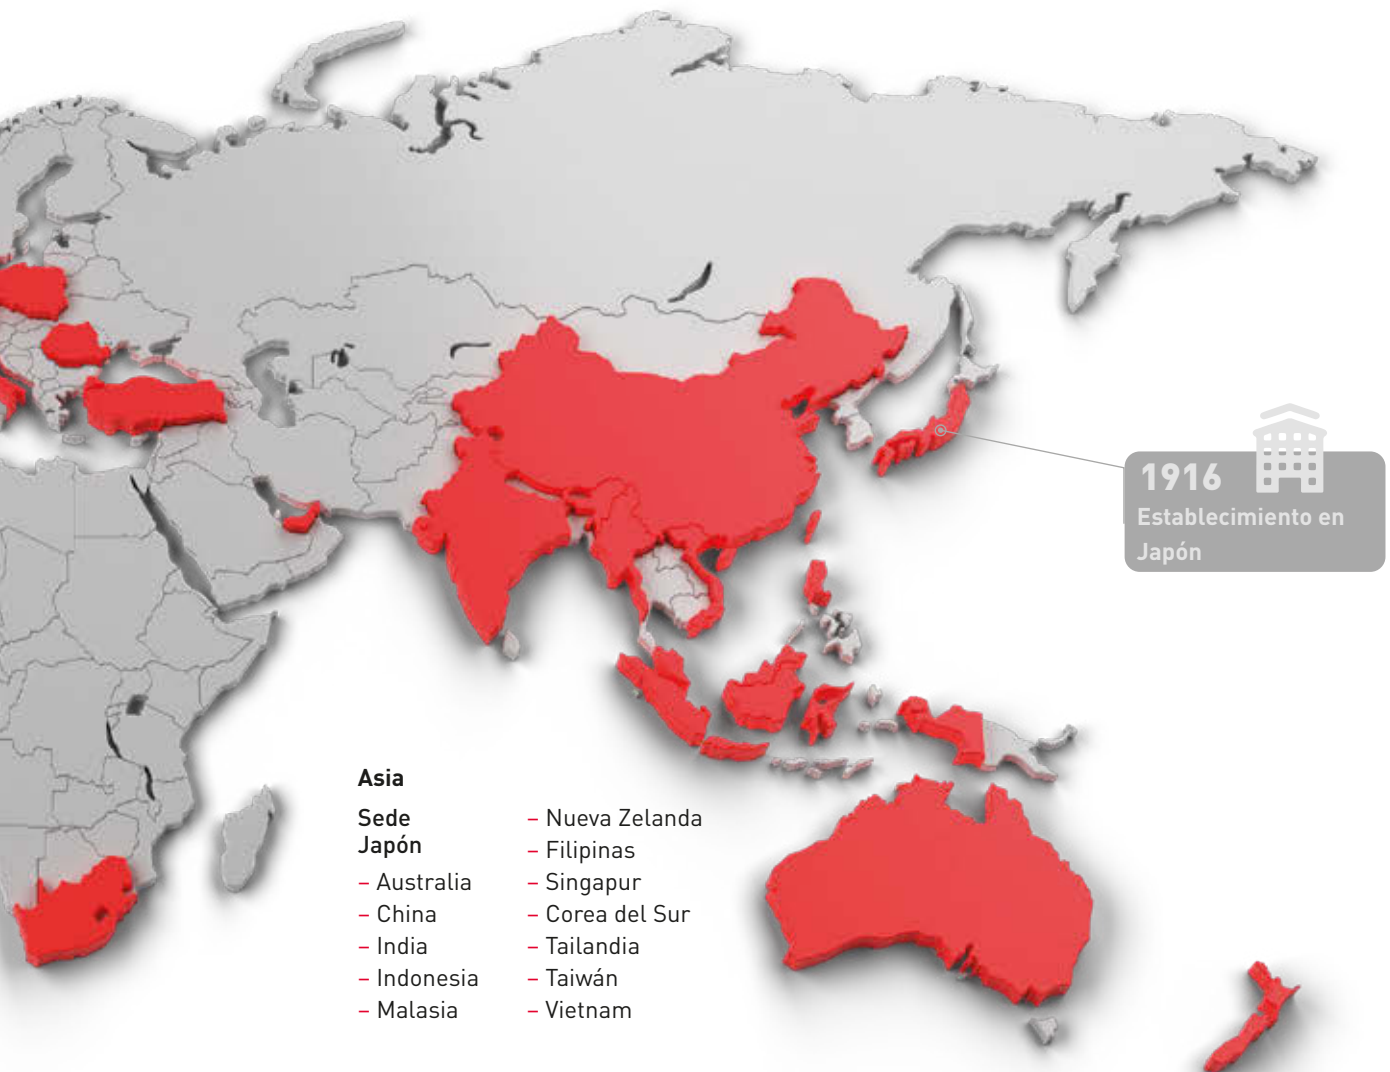 1916
Establecimiento en
Japón
Asia
Sede
Japón
– Australia
– China
– India
– Indonesia
– Malasia
– Nueva Zelanda
– Filipinas
– Singapur
– Corea del Sur
– Tailandia
– Taiwán
– Vietnam